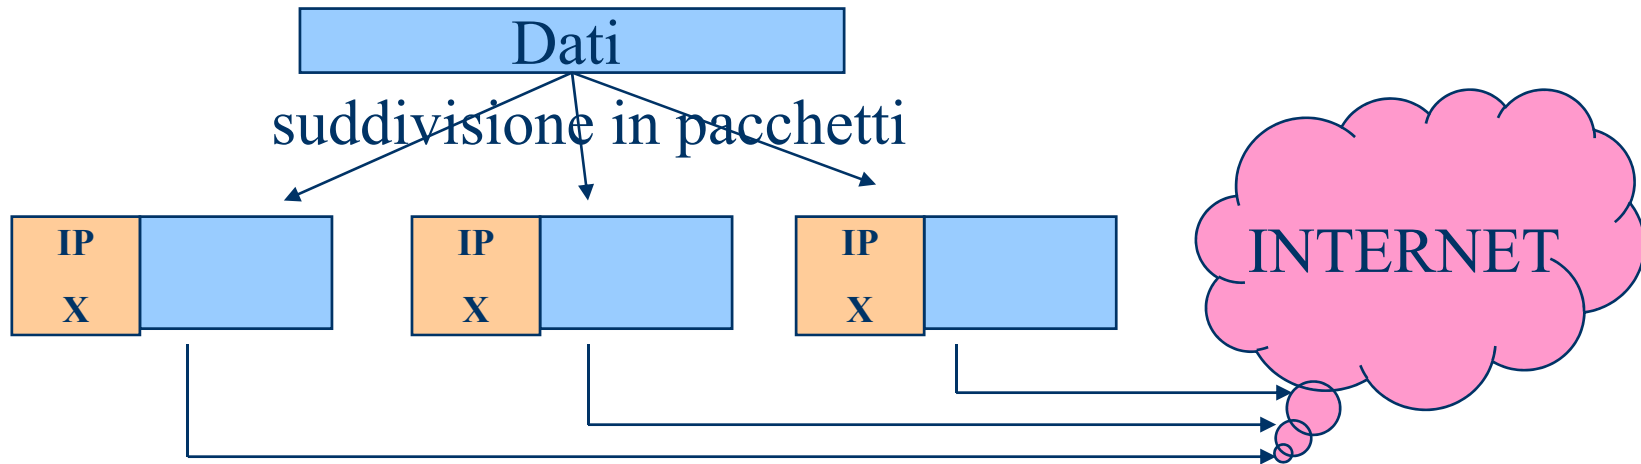 Dati
suddivisione in pacchetti
IP
X
IP
X
IP
X
INTERNET